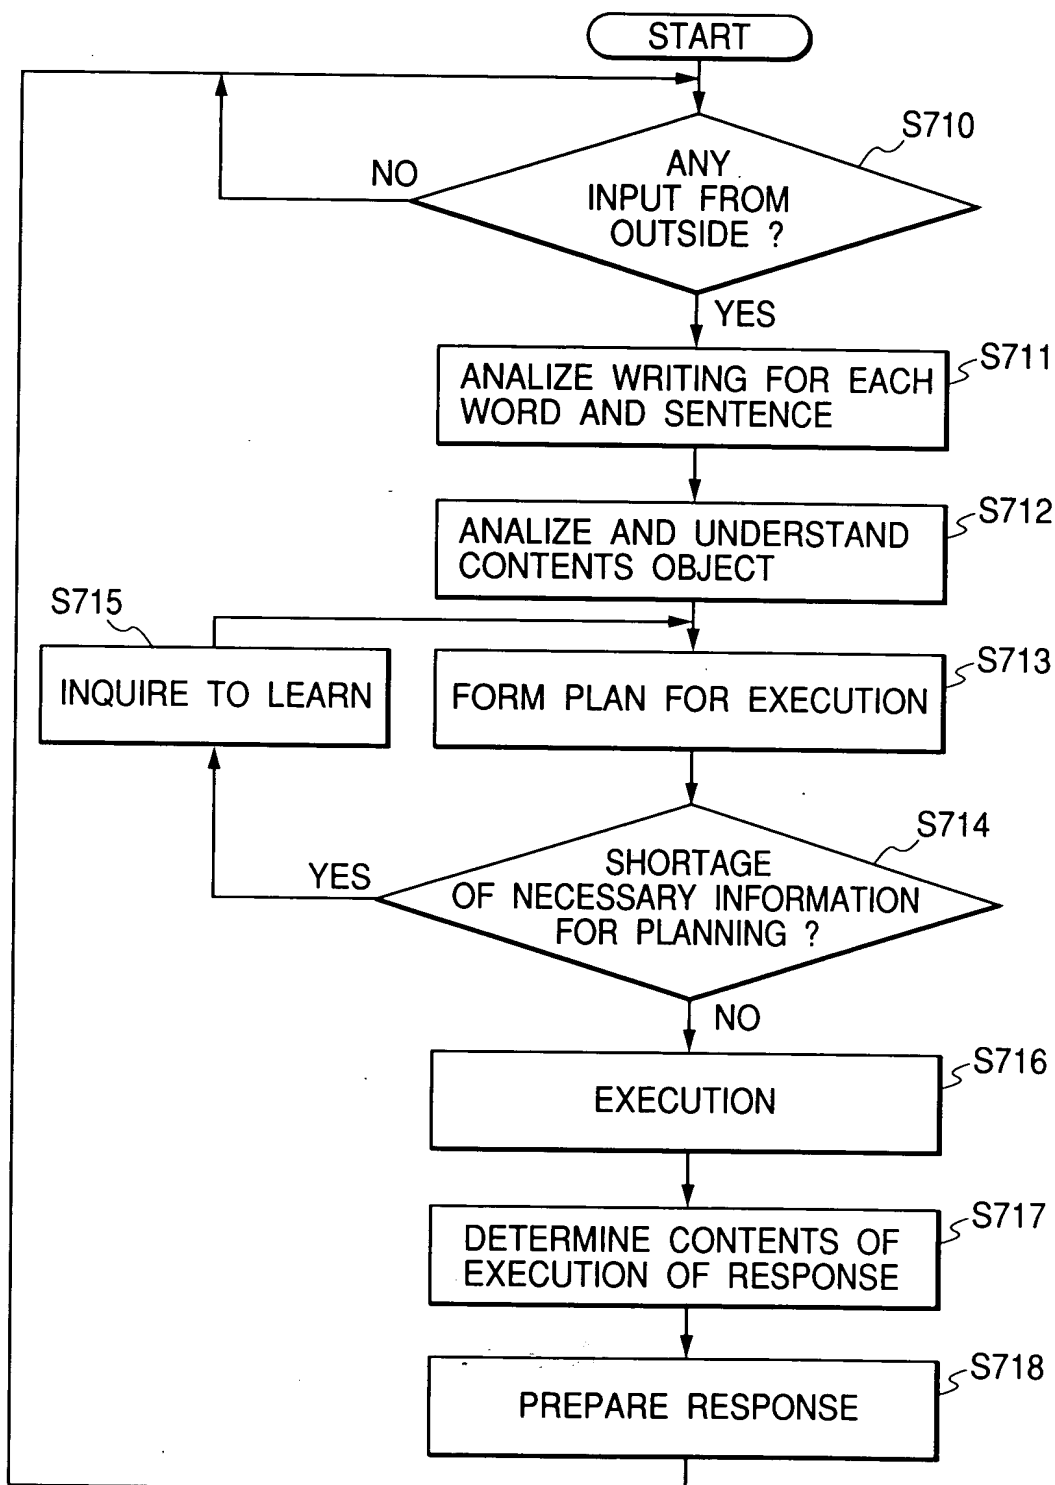 START
S710
NO
ANY
INPUT FROM
OUTSIDE ?
YES
S711
ANALIZE WRITING FOR EACH
WORD AND SENTENCE
S712
ANALIZE AND UNDERSTAND
CONTENTS OBJECT
S715
INQUIRE TO LEARN
S713
FORM PLAN FOR EXECUTION
S714
YES
SHORTAGE
OF NECESSARY INFORMATION
FOR PLANNING ?
NO
S716
EXECUTION
S717
DETERMINE CONTENTS OF
EXECUTION OF RESPONSE
S718
PREPARE RESPONSE